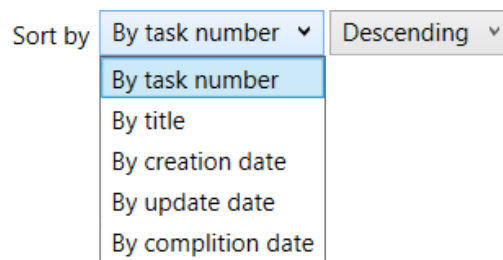 Sort by By task number Descending
By task number
By title
By creation date
By update date
By complition date